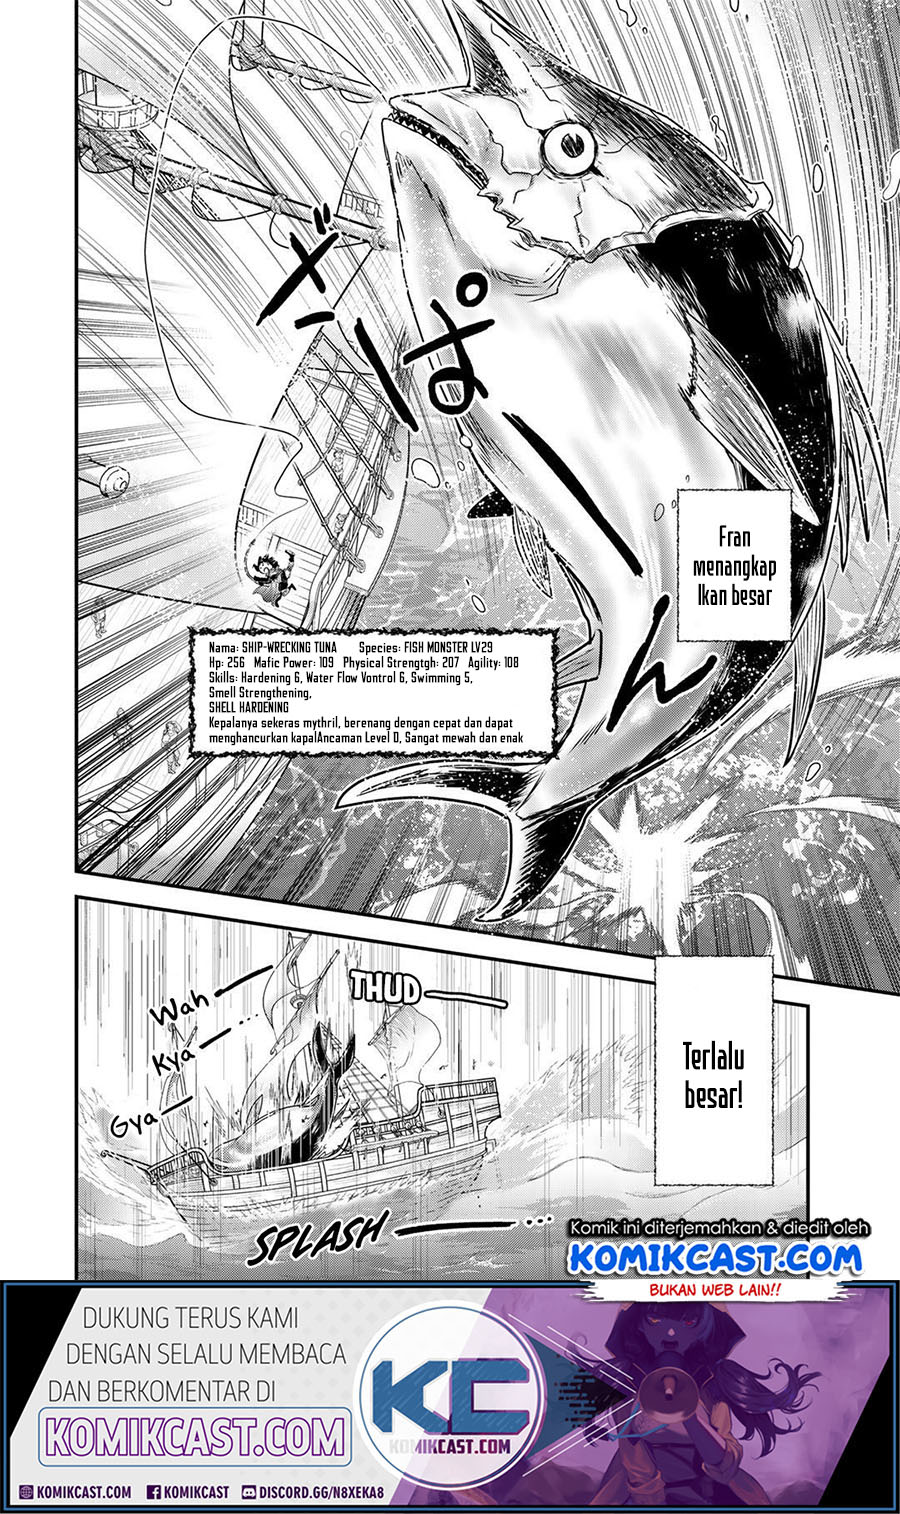 ズ
ぱーん
Fran
menangkap
Ikan besar
Nama: SHIP-WRECKING TUNA Species: FISH MONSTER LV29
Hp: 256 Mafic Power: 109 Physical Strengtgh: 207 Agility: 108
Skills: Hardening 6, Water Flow Vontrol 6, Swimming 5,
Smell Strengthening,
SHELL HARDENING
Kepalanya sekeras mythril, berenang dengan cepat dan dapat
menghancurkan kapalAncaman Level D, Sangat mewah dan enak
THUD
Wah
Kya
Gya
Terlalu
besar!
SPLASH
Komik ini diterjemahkan & diedit oleh
KOMIKCAST.COM
BUKAN WEB LAIN!!
DUKUNG TERUS KAMI
DENGAN SELALU MEMBACA
DAN BERKOMENTAR DI
KOMIKCAST.COM
KC
KOMIKCAST.COM
KOMIKCAST.COM KOMIKCAST DISCORD.GG/N8XEKA8